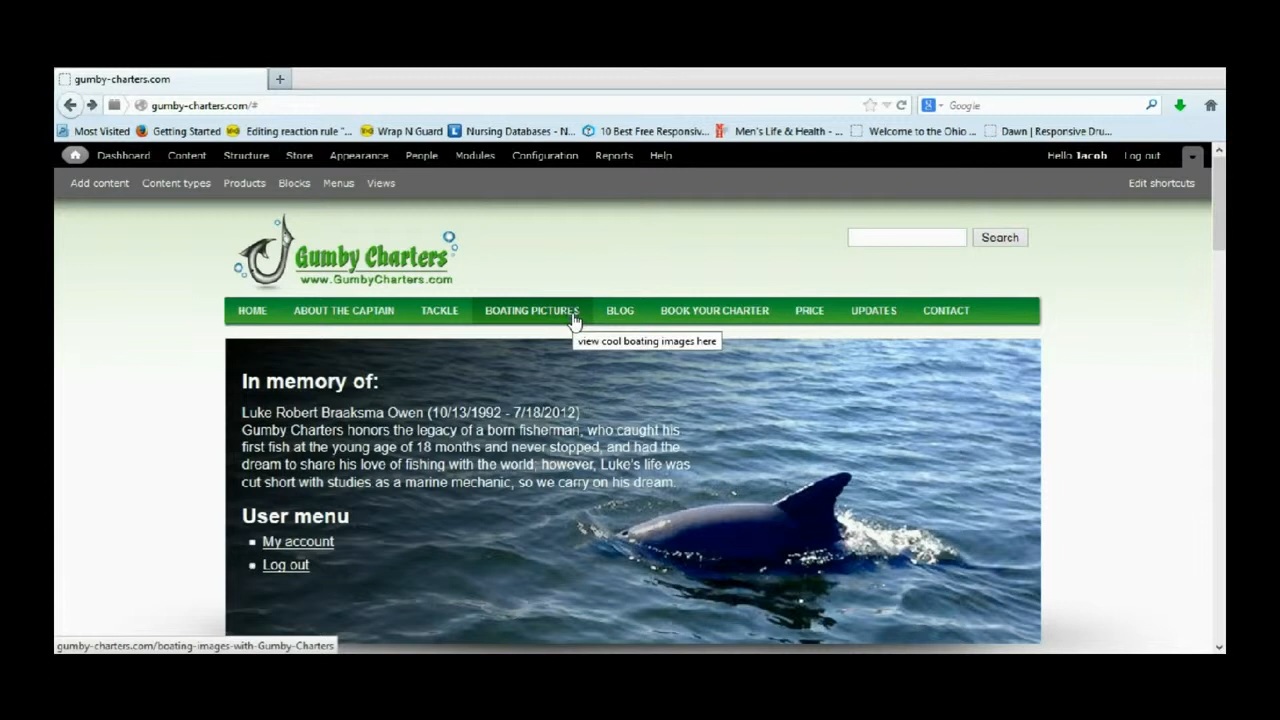 gumby-charters.com
+
gumby-charters.com/#
Google
Most Visited Getting Started Editing reaction rule "... Wrap N Guard Nursing Databases - N... 10 Best Free Responsiv... Men's Life & Health - ... Welcome to the Ohio ... Dawn | Responsive Dru...
Dashboard Content Structure Store Appearance People Modules Configuration Reports Help Hello Jacob Log out
Add content Content types Products Blocks Menus Views Edit shortcuts
Gumby Charters
www.GumbyCharters.com
Search
HOME ABOUT THE CAPTAIN TACKLE BOATING PICTURES BLOG BOOK YOUR CHARTER PRICE UPDATES CONTACT
view cool boating images here
In memory of:
Luke Robert Braaksma Owen (10/13/1992 - 7/18/2012)
Gumby Charters honors the legacy of a born fisherman, who caught his
first fish at the young age of 18 months and never stopped, and had the
dream to share his love of fishing with the world; however, Luke's life was
cut short with studies as a marine mechanic, so we carry on his dream.
User menu
My account
Log out
gumby-charters.com/boating-images-with-Gumby-Charters